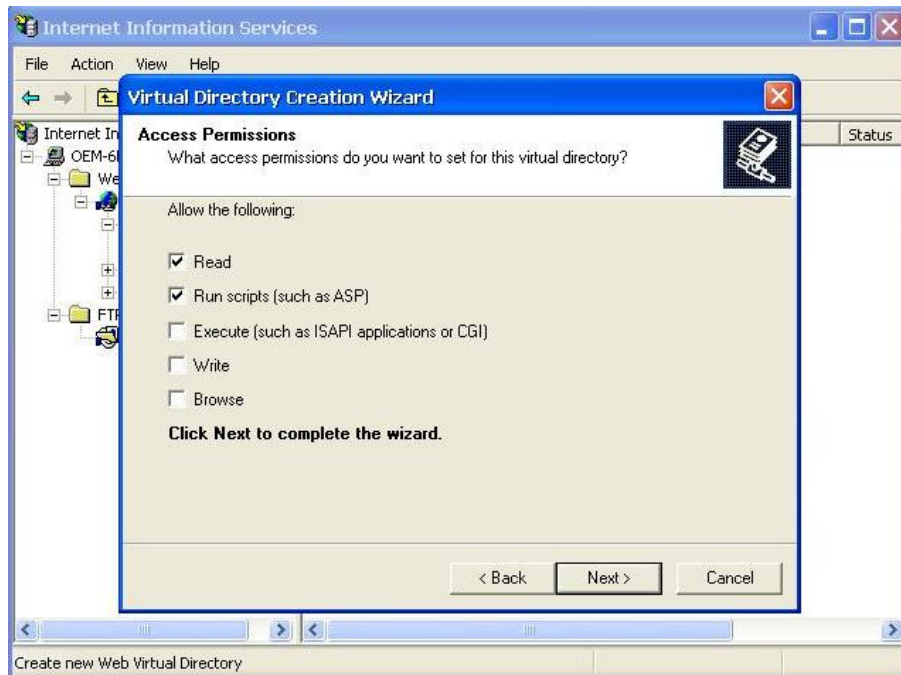 Internet Information Services
File Action View Help
Virtual Directory Creation Wizard
Internet In
Status
OEM-6
We
FTP
Access Permissions
What access permissions do you want to set for this virtual directory?
Allow the following:
Read
Run scripts (such as ASP)
Execute (such as ISAPI applications or CGI)
Write
Browse
Click Next to complete the wizard.
< Back Next > Cancel
Create new Web Virtual Directory